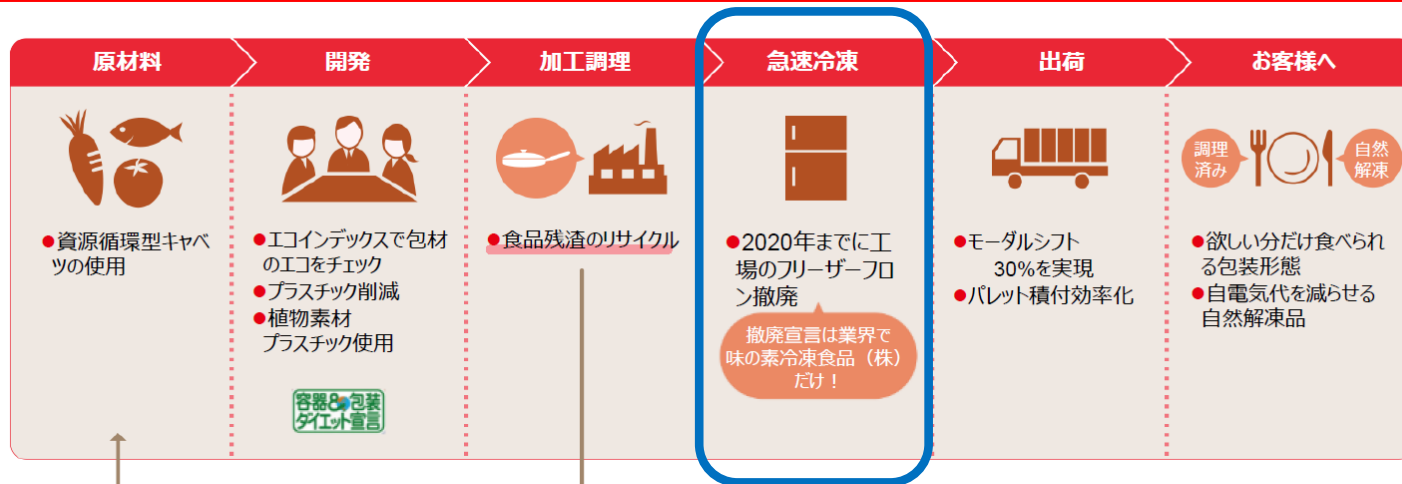 原材料
開発
加工調理
急速冷凍
出荷
お客様へ
調理
済み
自然
解凍
●資源循環型キャベ
ツの使用
●エコインデックスで包材
のエコをチェック
●プラスチック削減
●植物素材
プラスチック使用
容器&包装
ダイエット宣言
●食品残渣のリサイクル
●2020年までに工
場のフリーザーフロ
ン撤廃
撤廃宣言は業界で
味の素冷凍食品（株）
だけ！
●モーダルシフト
30%を実現
●パレット積付効率化
●欲しい分だけ食べられ
る包装形態
●自電気代を減らせる
自然解凍品